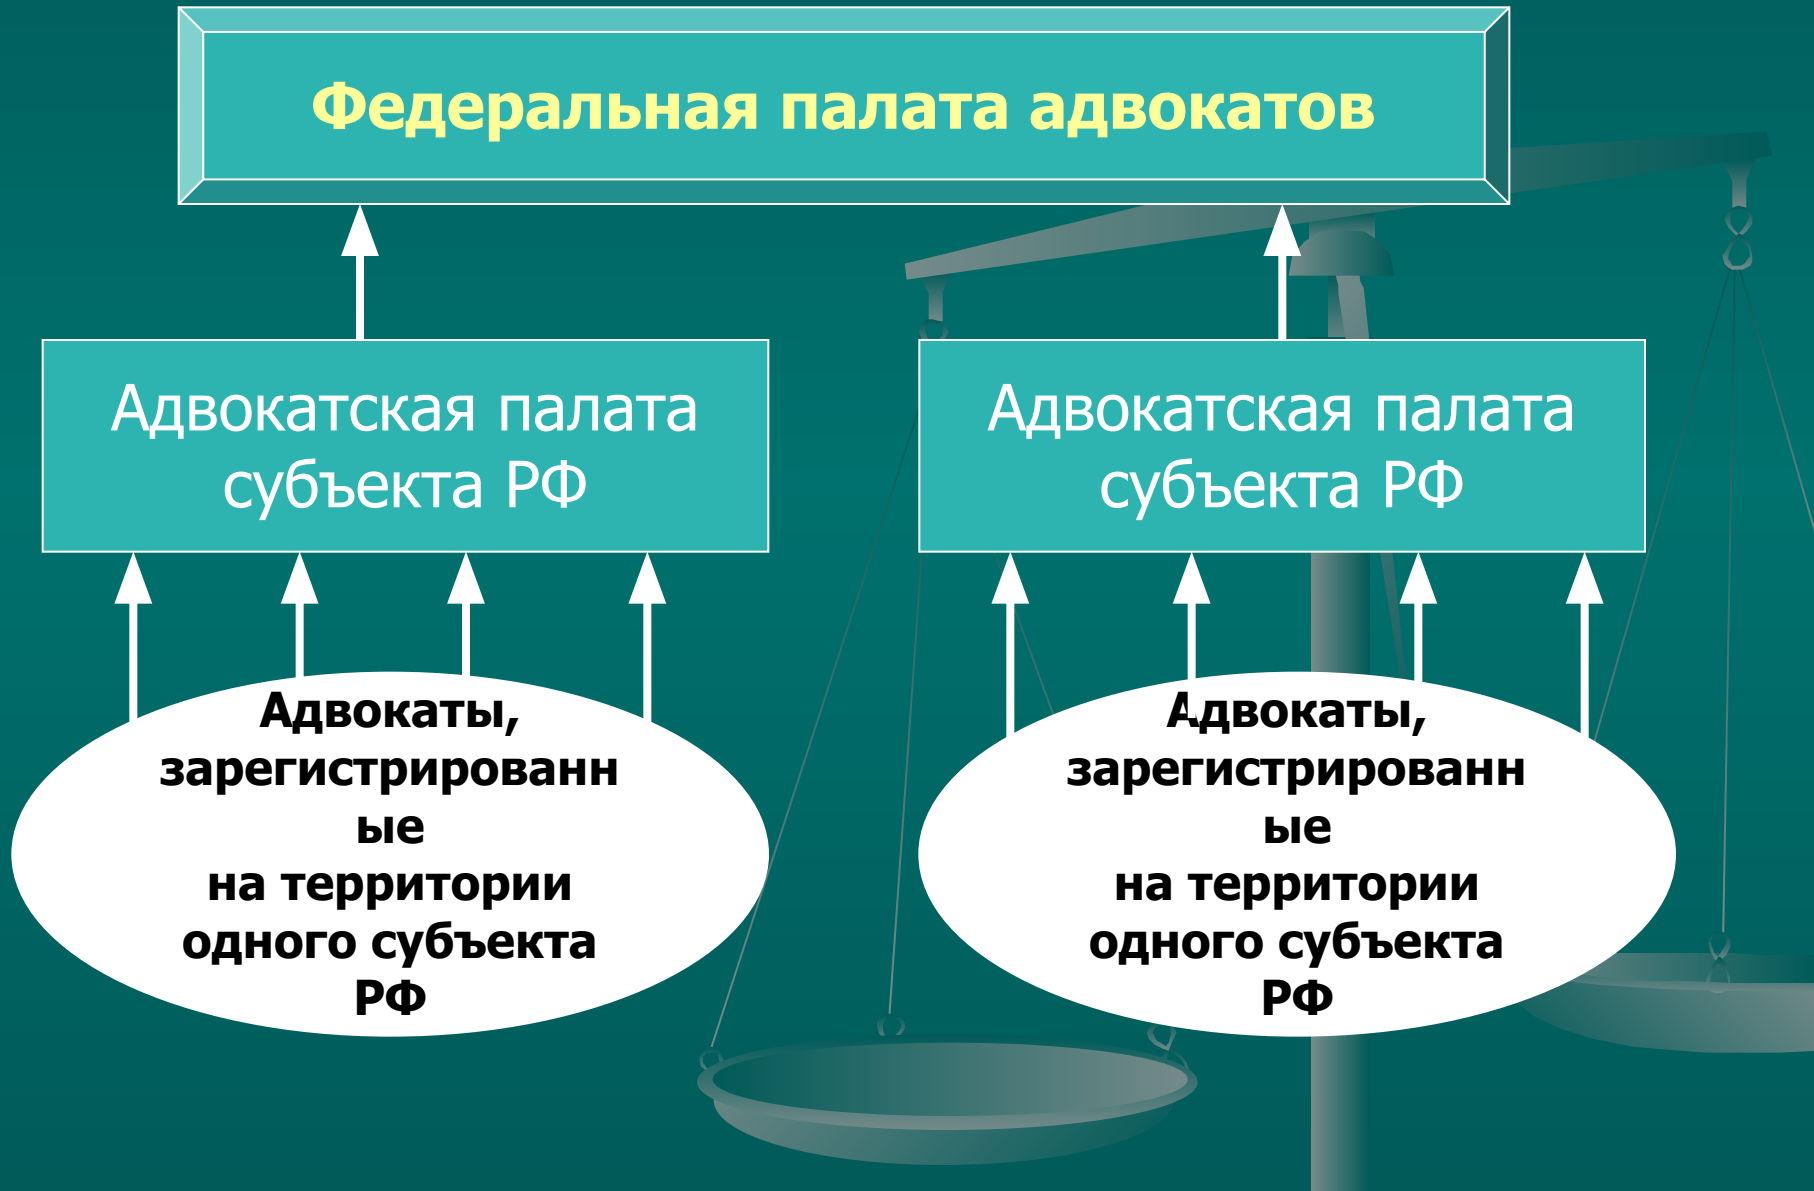 Федеральная палата адвокатов
Адвокатская палата
субъекта РФ
Адвокатская палата
субъекта РФ
Адвокаты,
зарегистрированн
ые
на территории
одного субъекта
РФ
Адвокаты,
зарегистрированн
ые
на территории
одного субъекта
РФ